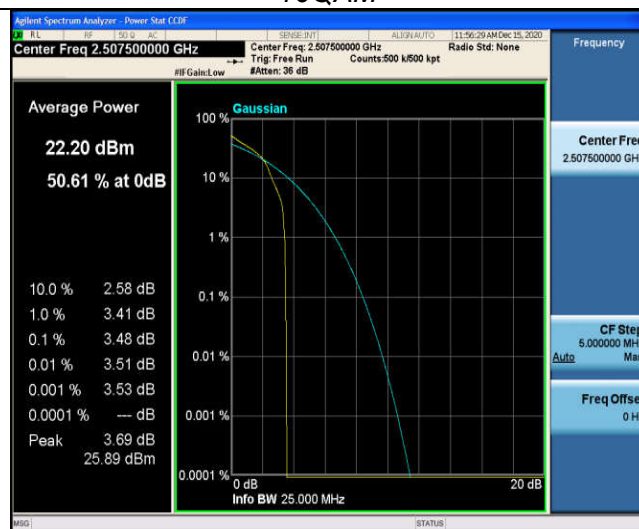 16QAM
Agilent Spectrum Analyzer - Power Stat CCDF
RL RF 50 Ω AC SENSE:INT ALIGN AUTO 11:56:29 AM Dec 15, 2020
Center Freq 2.507500000 GHz
Center Freq: 2.507500000 GHz Radio Std: None
Trig: Free Run Counts:500 k/500 kpt
#IFGain:Low #Atten: 36 dB
Frequency
Average Power
22.20 dBm
50.61 % at 0dB
10.0 % 2.58 dB
1.0 % 3.41 dB
0.1 % 3.48 dB
0.01 % 3.51 dB
0.001 % 3.53 dB
0.0001 % --- dB
Peak 3.69 dB
25.89 dBm
Gaussian
100 %
10 %
1 %
0.1 %
0.01 %
0.001 %
0.0001 %
0 dB 20 dB
Info BW 25.000 MHz
Center Fre
2.507500000 GH
CF Ste
5.000000 MH
Auto Ma
Freq Offse
0 H
MSG STATUS